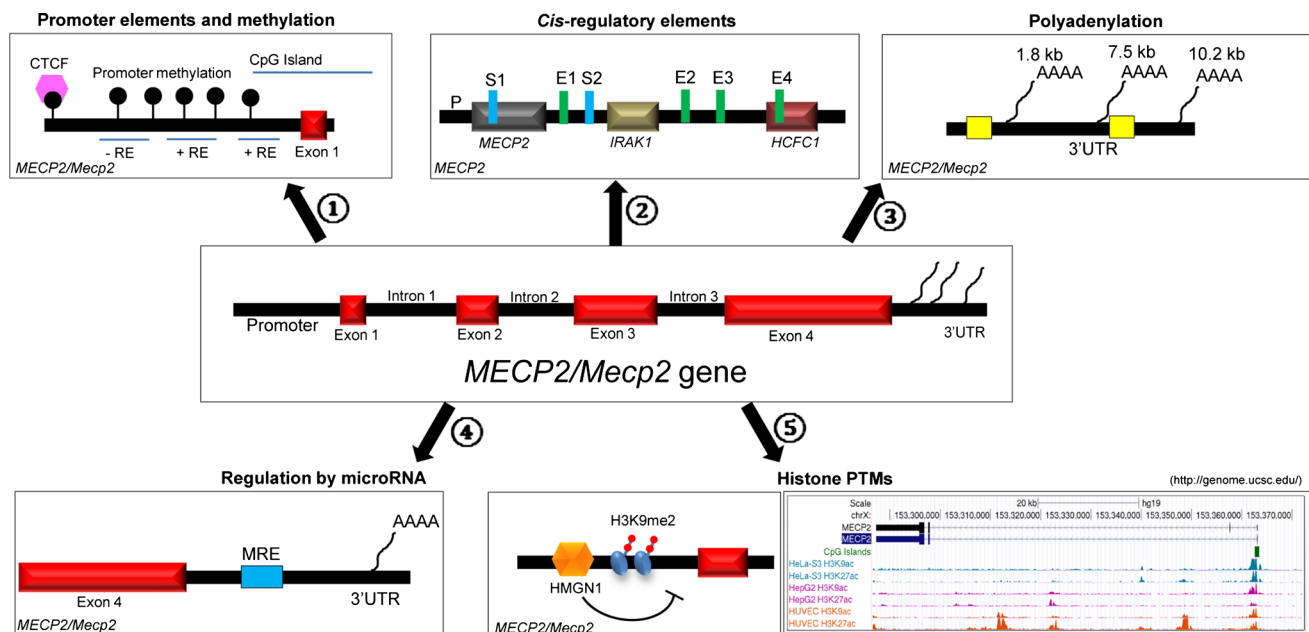 Promoter elements and methylation
CTCF
CpG Island
Promoter methylation
- RE
+ RE
+ RE
Exon 1
MECP2/Mecp2
Cis-regulatory elements
P
S1
E1
S2
E2
E3
E4
MECP2
IRAK1
HCFC1
MECP2
Polyadenylation
1.8 kb
7.5 kb
10.2 kb
AAAA
AAAA
AAAA
3'UTR
MECP2/Mecp2
①
②
③
Promoter
Exon 1
Intron 1
Exon 2
Intron 2
Exon 3
Intron 3
Exon 4
3'UTR
MECP2/Mecp2 gene
④
⑤
Regulation by microRNA
AAAA
MRE
Exon 4
3'UTR
MECP2/Mecp2
Histone PTMs
(http://genome.ucsc.edu/)
H3K9me2
HMGN1
MECP2/Mecp2
Scale
20 kb
hg19
chrX:
153,300,000
153,310,000
153,320,000
153,330,000
153,340,000
153,350,000
153,360,000
153,370,000
MECP2
MECP2
CpG Islands
HeLa-S3 H3K9ac
HeLa-S3 H3K27ac
HepG2 H3K9ac
HepG2 H3K27ac
HUVEC H3K9ac
HUVEC H3K27ac